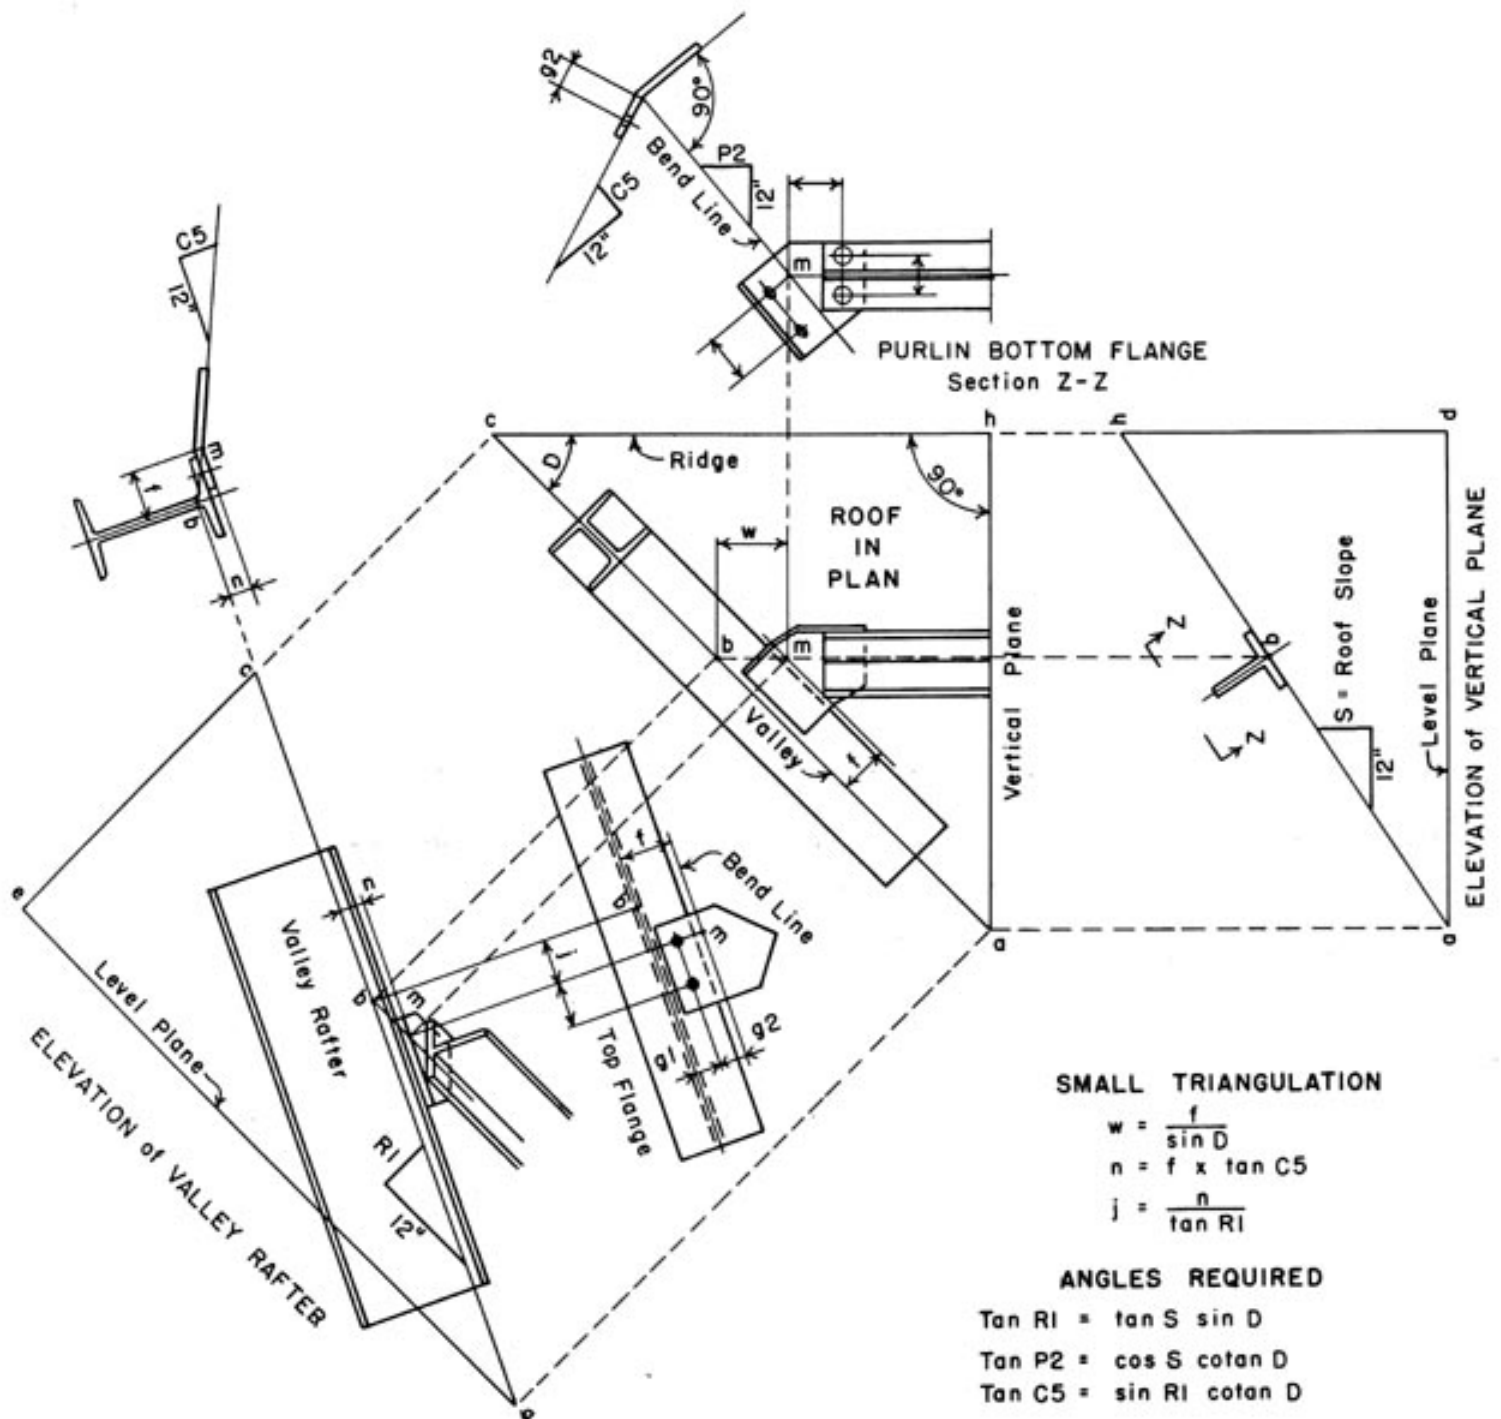 g2
90°
Bend Line
P2
12"
C5
12"
m
C5
12"
m
f
b
n
PURLIN BOTTOM FLANGE
Section Z-Z
c
h
h
d
D
Ridge
90°
w
ROOF
IN
PLAN
b
m
Valley
f
Vertical Plane
a
Z
Z
b
S = Roof Slope
12"
Level Plane
a
ELEVATION of VERTICAL PLANE
c
e
n
Valley Rafter
b
m
Level Plane
R1
12"
ELEVATION of VALLEY RAFTER
a
f
Bend Line
b
m
j
g1
g2
Top Flange
SMALL TRIANGULATION
w = f / sin D
n = f x tan C5
j = n / tan R1
ANGLES REQUIRED
Tan R1 = tan S sin D
Tan P2 = cos S cotan D
Tan C5 = sin R1 cotan D